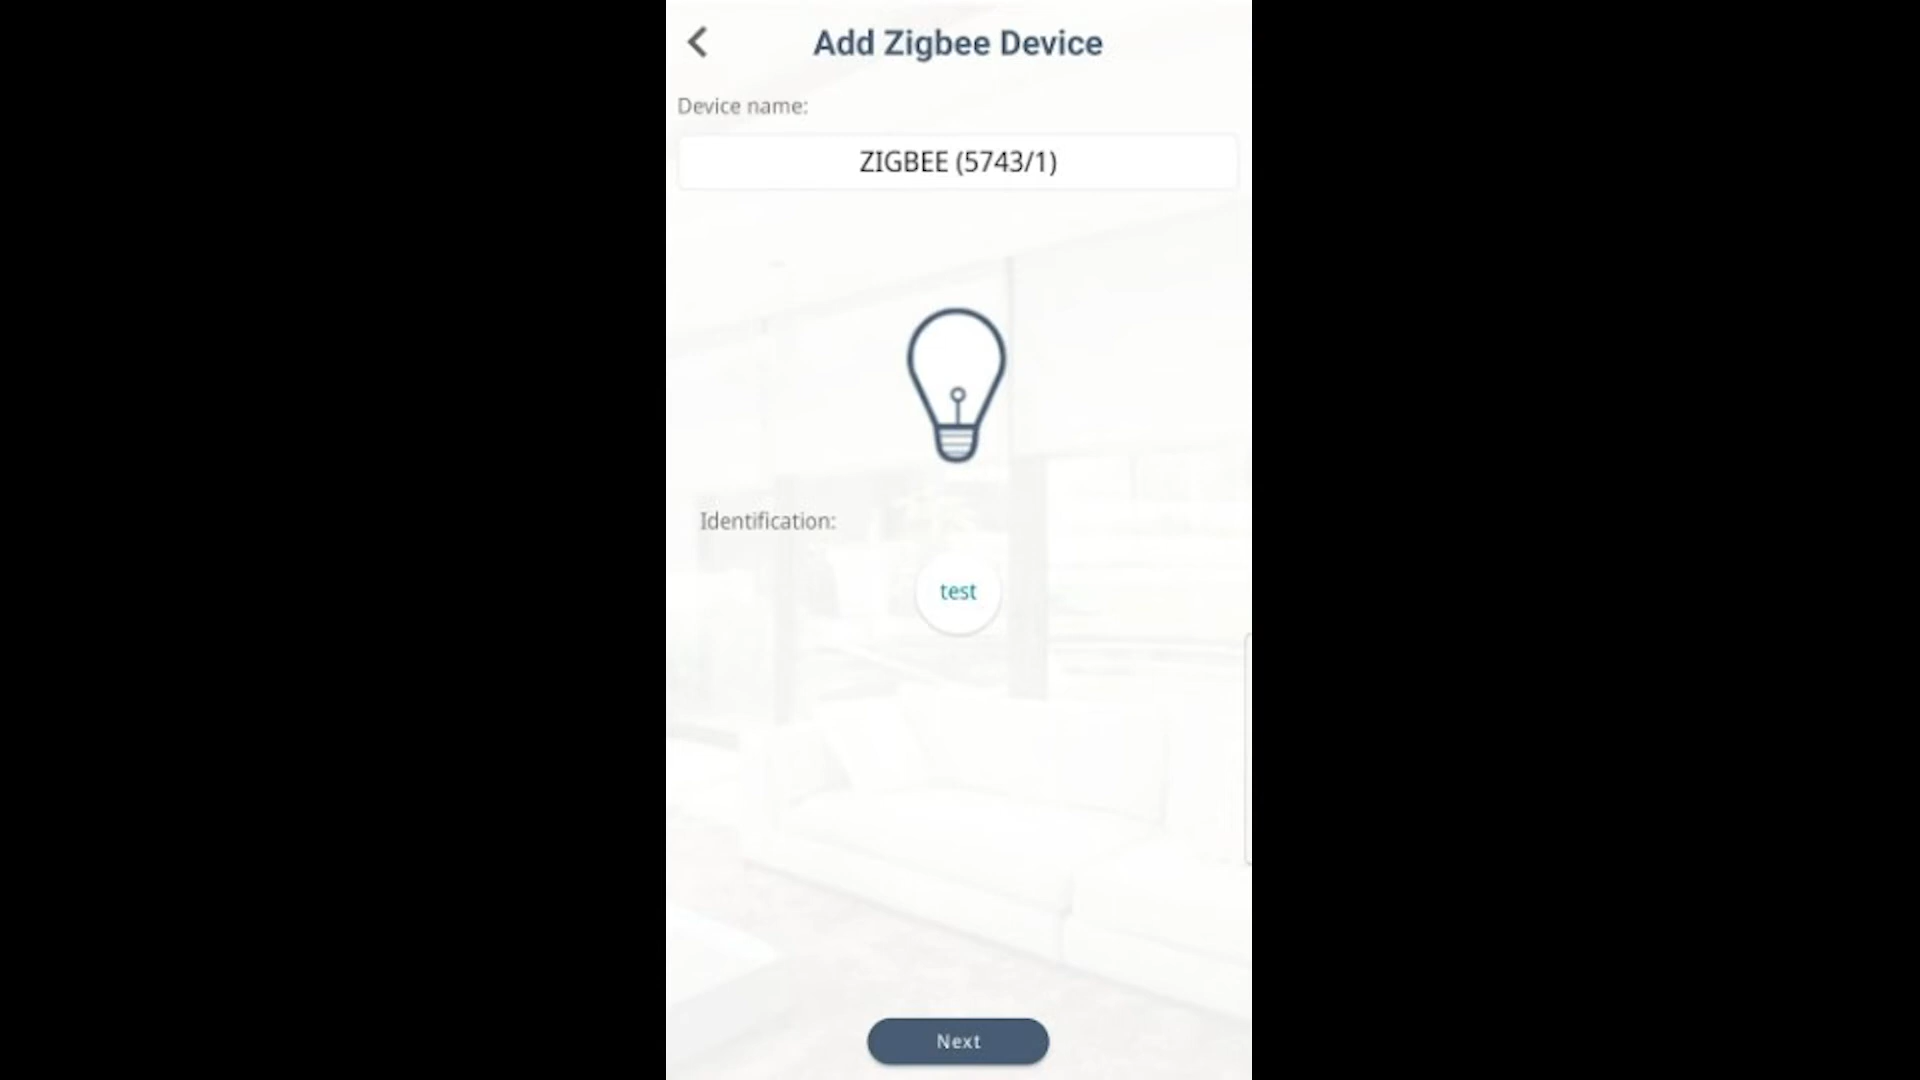 Add Zigbee Device
Device name:
ZIGBEE (5743/1)
Identification:
test
Next